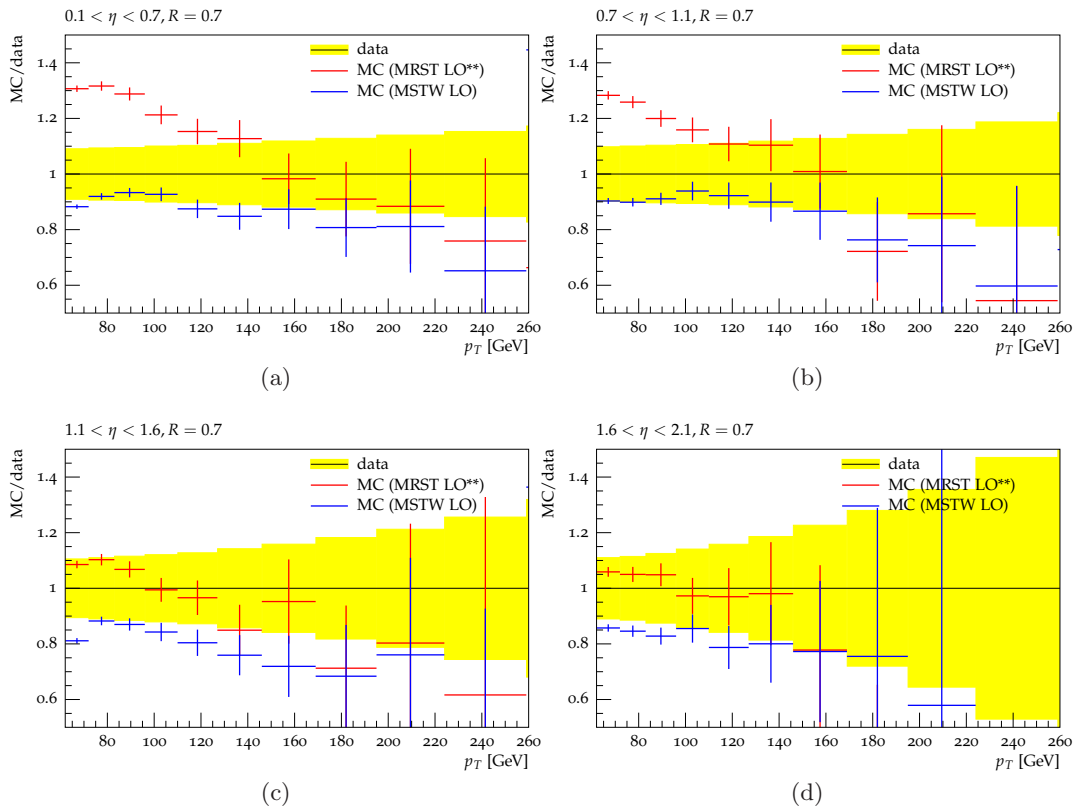 0.1 < η < 0.7, R = 0.7
MC/data
1.4
1.2
1
0.8
0.6
data
MC (MRST LO**)
MC (MSTW LO)
80 100 120 140 160 180 200 220 240 260
p_T [GeV]
(a)
0.7 < η < 1.1, R = 0.7
MC/data
1.4
1.2
1
0.8
0.6
data
MC (MRST LO**)
MC (MSTW LO)
80 100 120 140 160 180 200 220 240 260
p_T [GeV]
(b)
1.1 < η < 1.6, R = 0.7
MC/data
1.4
1.2
1
0.8
0.6
data
MC (MRST LO**)
MC (MSTW LO)
80 100 120 140 160 180 200 220 240 260
p_T [GeV]
(c)
1.6 < η < 2.1, R = 0.7
MC/data
1.4
1.2
1
0.8
0.6
data
MC (MRST LO**)
MC (MSTW LO)
80 100 120 140 160 180 200 220 240 260
p_T [GeV]
(d)